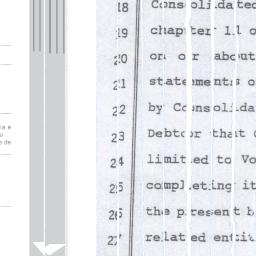 18 Consolidated
19 chapter 11 o
20 on or about
21 statements o
22 by Consolida
23 Debtor that
24 limited to Vo
25 completing it
26 the present b
27 related entit